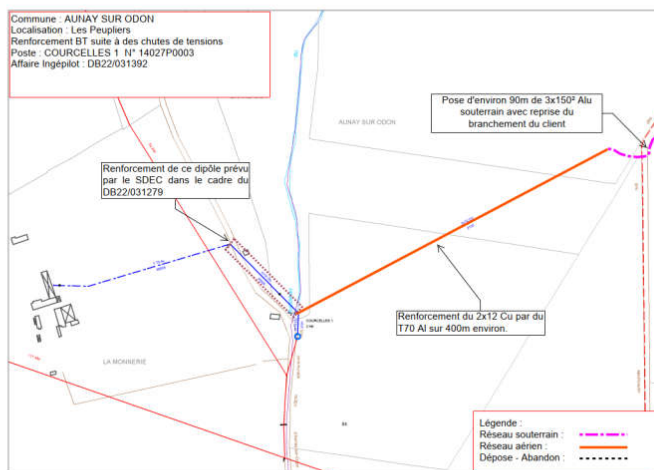 Commune : AUNAY SUR ODON
Localisation : Les Peupliers
Renforcement BT suite à des chutes de tensions
Poste : COURCELLES 1 N° 14027P0003
Affaire Ingépilot : DB22/031392
Pose d'environ 90m de 3x150² Alu
souterrain avec reprise du
branchement du client
AUNAY SUR ODON
Renforcement de ce dipôle prévu
par le SDEC dans le cadre du
DB22/031279
Renforcement du 2x12 Cu par du
T70 Al sur 400m environ.
COURCELLES 1
LA MONNERIE
Légende :
Réseau souterrain :
Réseau aérien :
Dépose - Abandon :